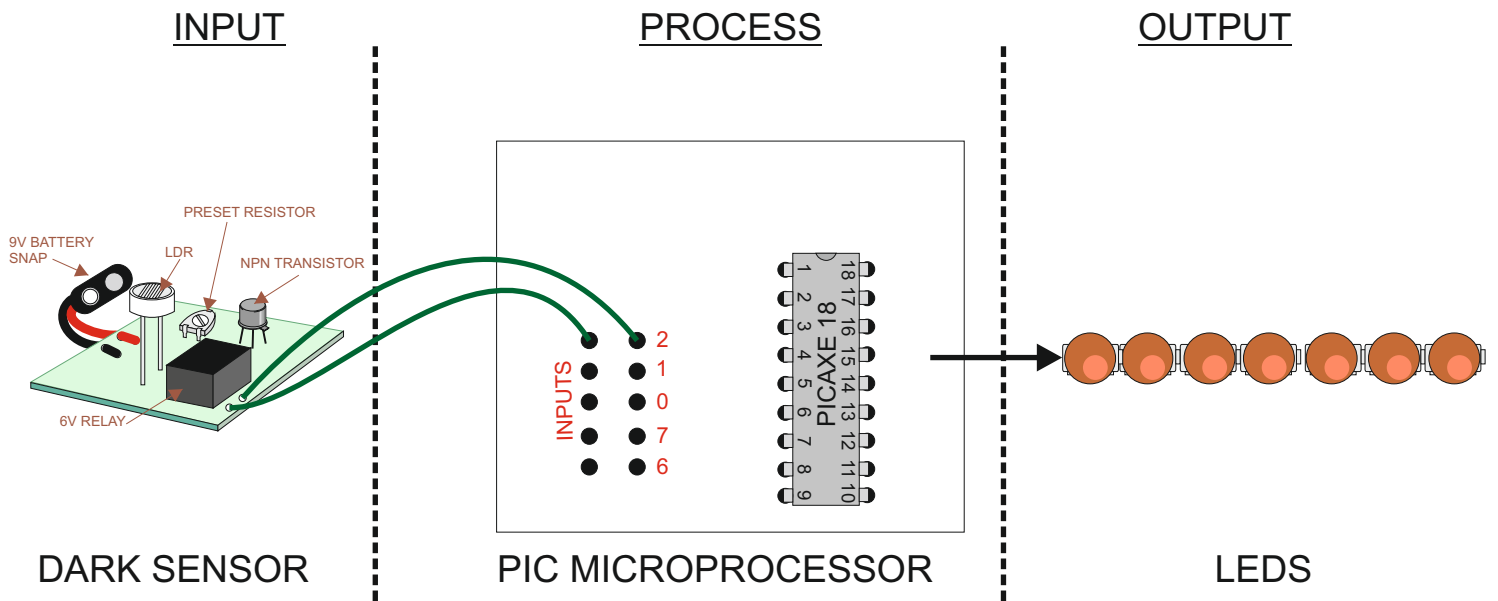 INPUT
PROCESS
OUTPUT
PRESET RESISTOR
9V BATTERY
SNAP
LDR
NPN TRANSISTOR
6V RELAY
INPUTS
2
1
0
7
6
PICAXE 18
1
2
3
4
5
6
7
8
9
18
17
16
15
14
13
12
11
10
DARK SENSOR
PIC MICROPROCESSOR
LEDS